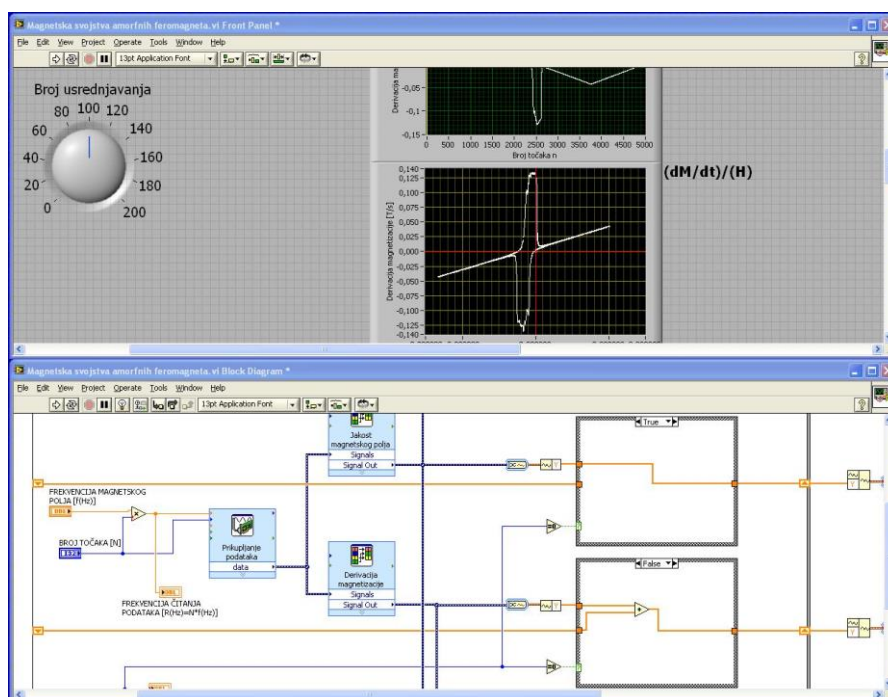 Magnetska svojstva amorfnih feromagneta.vi Front Panel *
File Edit View Project Operate Tools Window Help
13pt Application Font
Broj usrednjavanja
0
20
40
60
80
100
120
140
160
180
200
Derivacija ma
-0,05
-0,1
-0,15
0 500 1000 1500 2000 2500 3000 3500 4000 4500 5000
Broj točaka n
(dM/dt)/(H)
Derivacija magnetizacije [T/s]
0,140
0,125
0,100
0,075
0,050
0,025
0,000
-0,025
-0,050
-0,075
-0,100
-0,125
-0,140
Magnetska svojstva amorfnih feromagneta.vi Block Diagram *
File Edit View Project Operate Tools Window Help
13pt Application Font
Jakost
magnetskog polja
Signals
Signal Out
True
FREKVENCIJA MAGNETSKOG
POLJA [f(Hz)]
DBL
BROJ TOČAKA [N]
Prikupljanje
podataka
data
DBL
FREKVENCIJA ČITANJA
PODATAKA [R(Hz)=N*f(Hz)]
Derivacija
magnetizacije
Signals
Signal Out
False